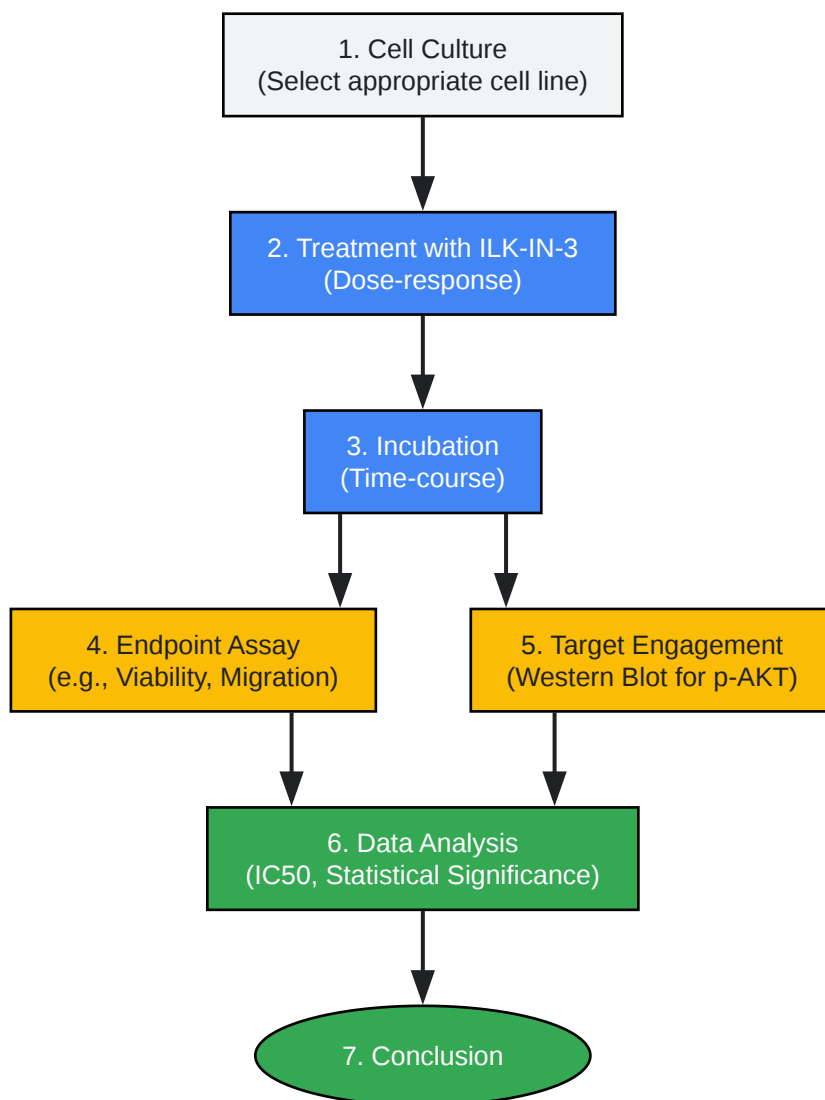 1. Cell Culture
(Select appropriate cell line)
2. Treatment with ILK-IN-3
(Dose-response)
3. Incubation
(Time-course)
4. Endpoint Assay
(e.g., Viability, Migration)
5. Target Engagement
(Western Blot for p-AKT)
6. Data Analysis
(IC50, Statistical Significance)
7. Conclusion